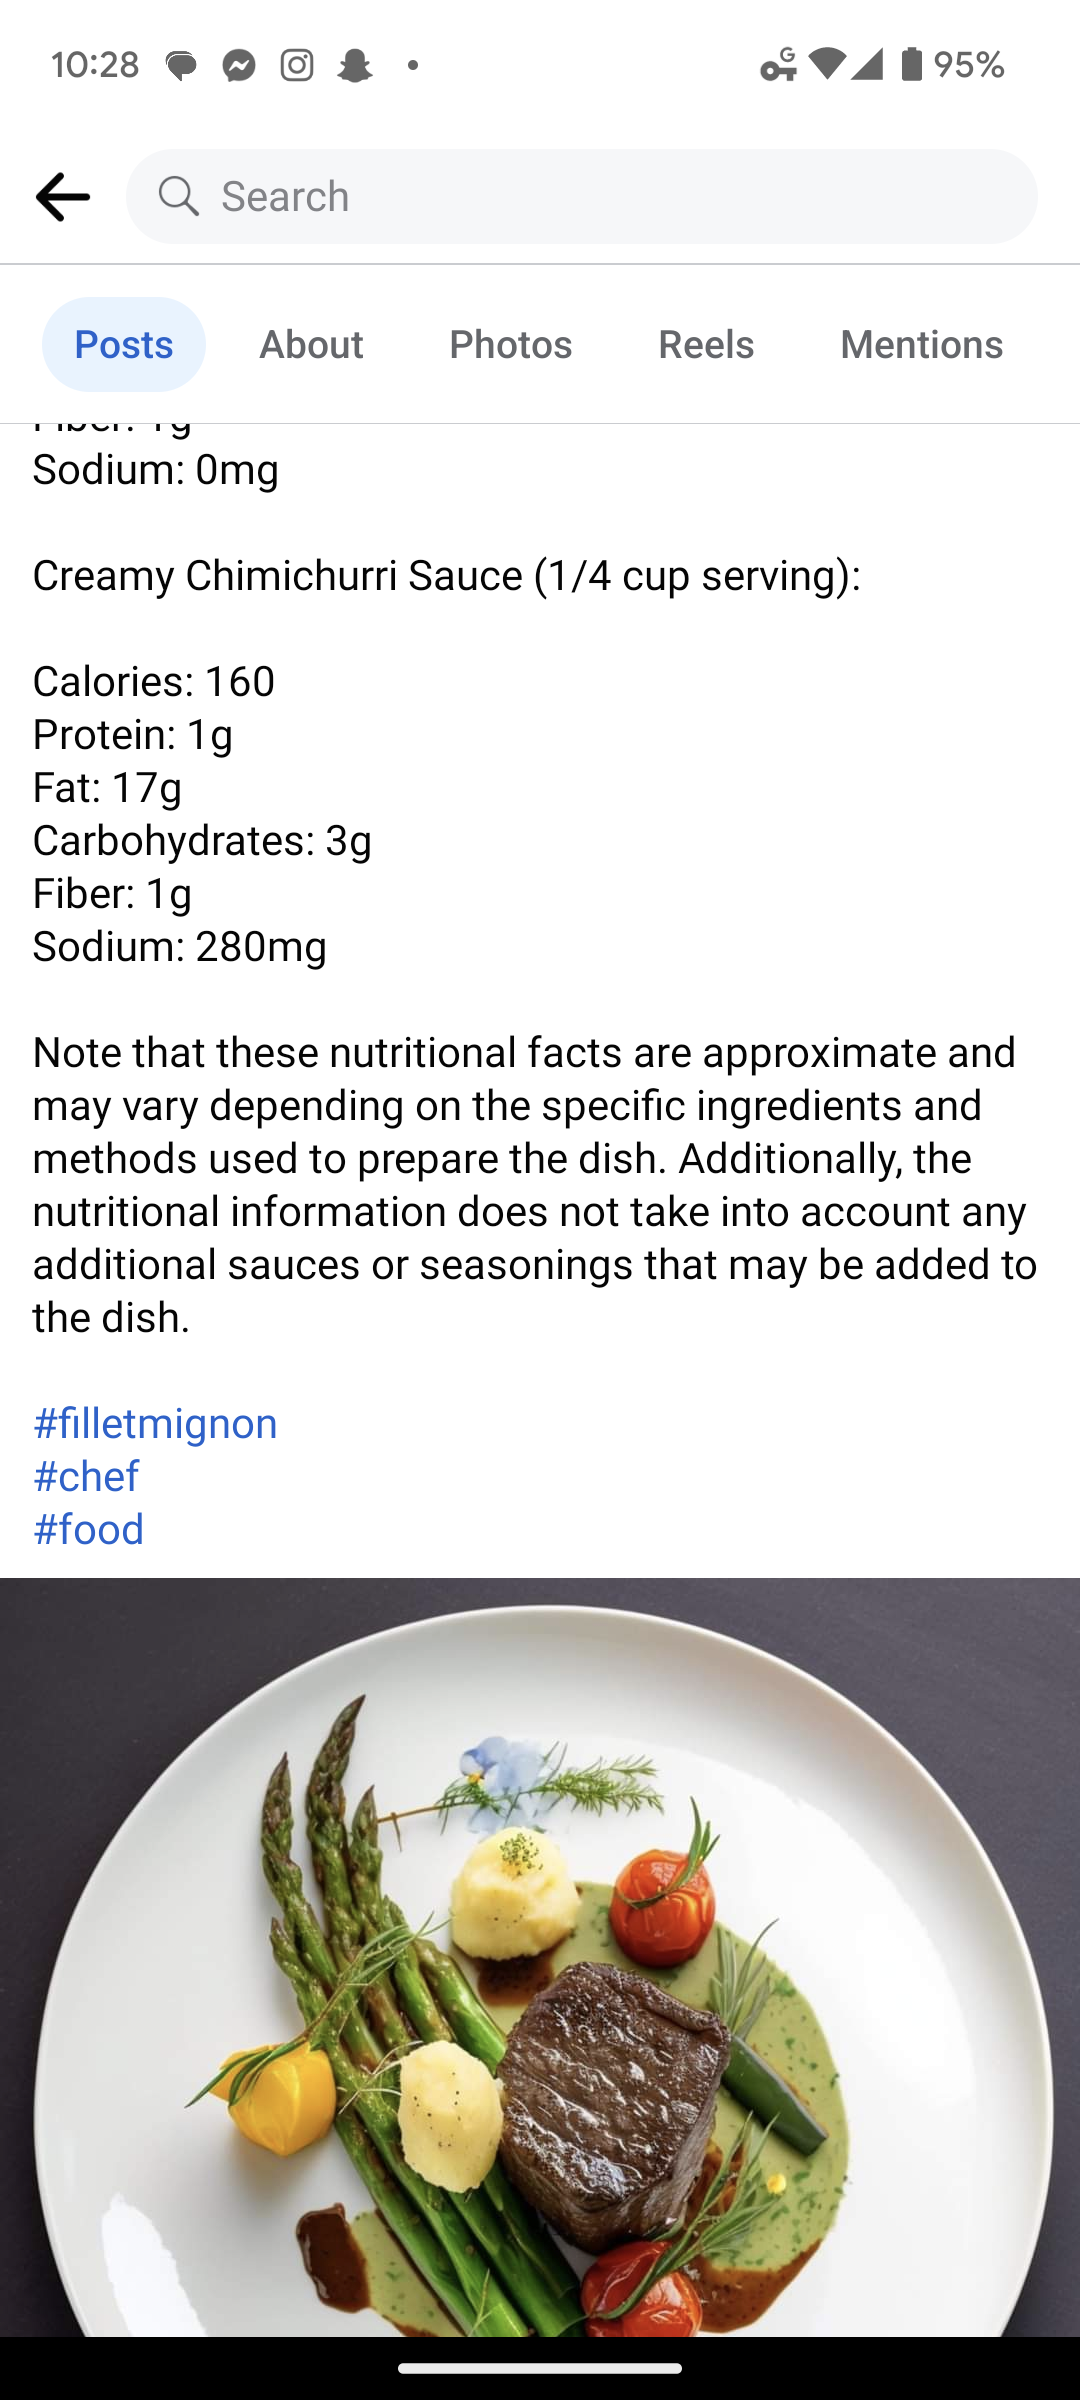 10:28
G
95%
Search
Posts About Photos Reels Mentions
Fiber: 1g
Sodium: 0mg
Creamy Chimichurri Sauce (1/4 cup serving):
Calories: 160
Protein: 1g
Fat: 17g
Carbohydrates: 3g
Fiber: 1g
Sodium: 280mg
Note that these nutritional facts are approximate and
may vary depending on the specific ingredients and
methods used to prepare the dish. Additionally, the
nutritional information does not take into account any
additional sauces or seasonings that may be added to
the dish.
#filletmignon
#chef
#food